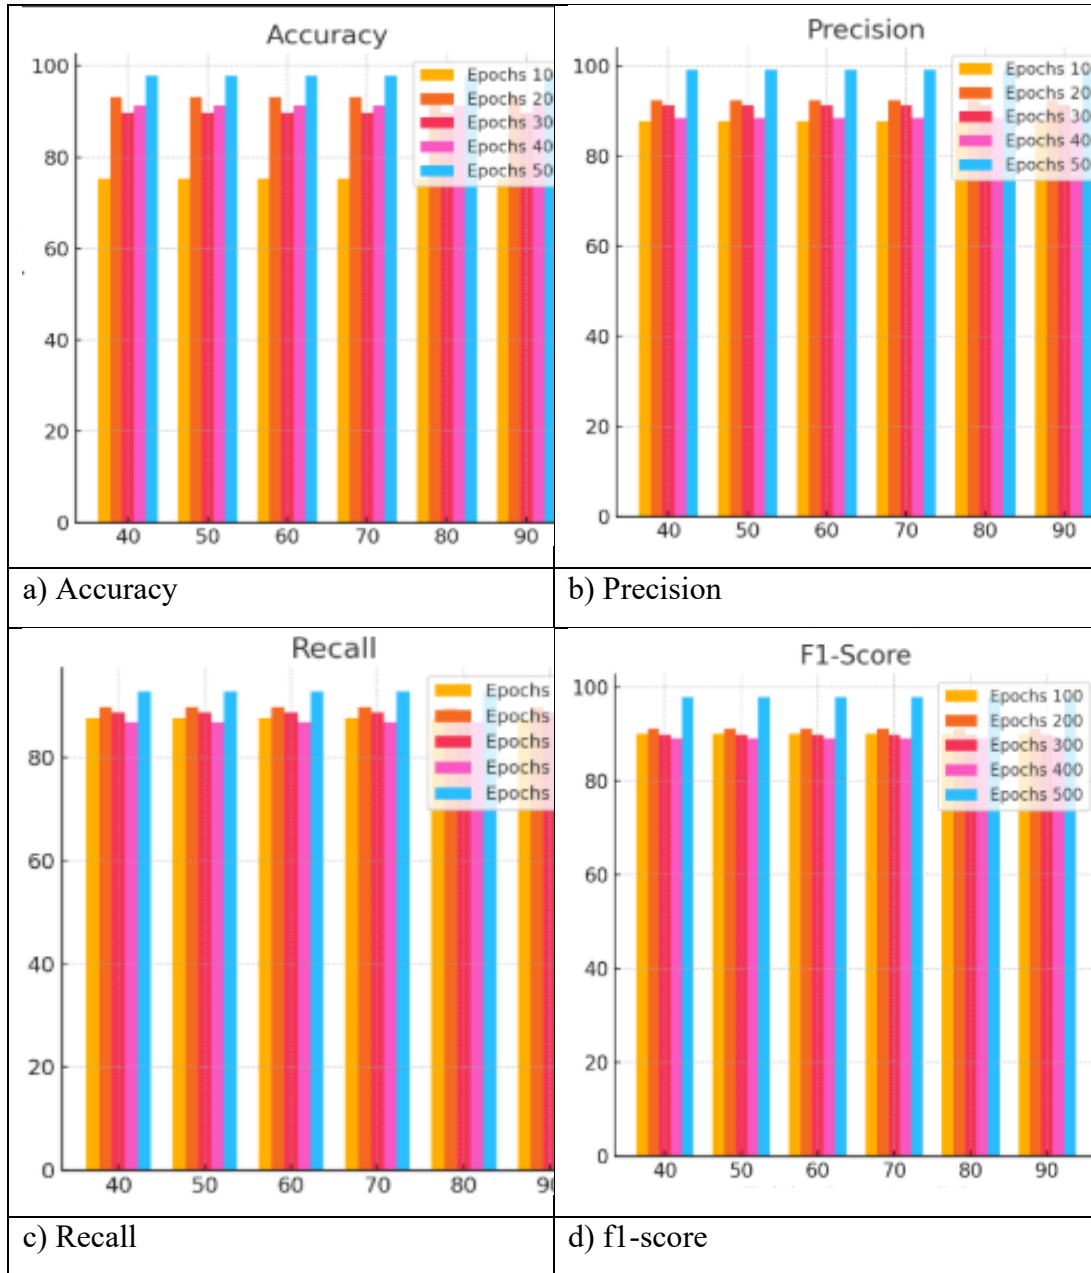 Accuracy
100
80
60
40
20
0
40 50 60 70 80 90
Epochs 10
Epochs 20
Epochs 30
Epochs 40
Epochs 50
a) Accuracy
Precision
100
80
60
40
20
0
40 50 60 70 80 90
Epochs 10
Epochs 20
Epochs 30
Epochs 40
Epochs 50
b) Precision
Recall
80
60
40
20
0
40 50 60 70 80 9
Epochs
Epochs
Epochs
Epochs
Epochs
c) Recall
F1-Score
100
80
60
40
20
0
40 50 60 70 80 90
Epochs 100
Epochs 200
Epochs 300
Epochs 400
Epochs 500
d) f1-score